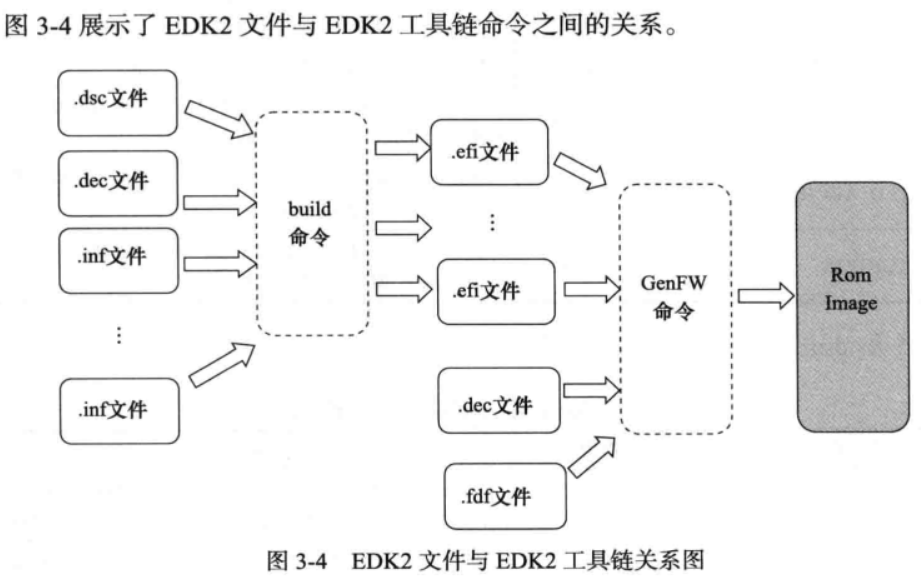 图 3-4 展示了 EDK2 文件与 EDK2 工具链命令之间的关系。
.dsc文件
.dec文件
.inf文件
⋮
.inf文件
build
命令
.efi文件
⋮
.efi文件
.dec文件
.fdf文件
GenFW
命令
Rom
Image
图 3-4 EDK2 文件与 EDK2 工具链关系图